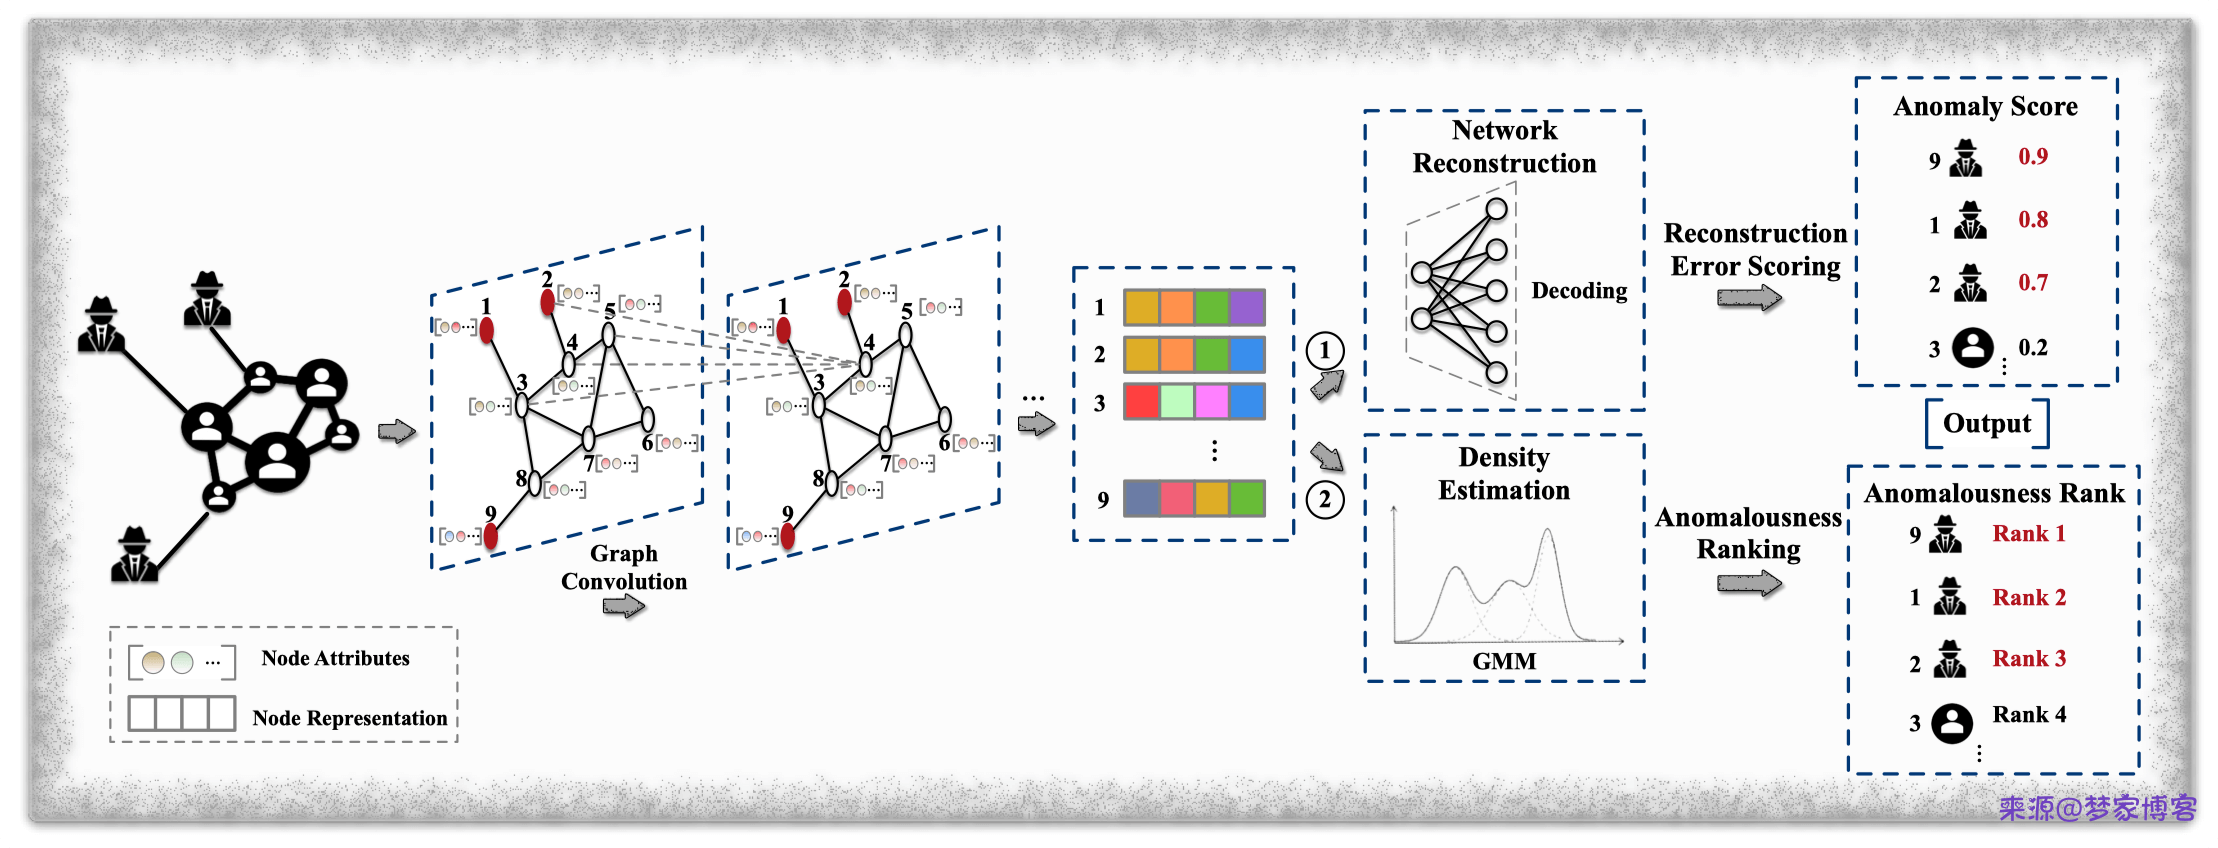 1
2
3
4
5
6
7
8
9
Graph
Convolution
1
2
3
4
5
6
7
8
9
...
1
2
3
9
1
2
Network
Reconstruction
Decoding
Density
Estimation
GMM
Reconstruction
Error Scoring
Anomalousness
Ranking
Anomaly Score
9 0.9
1 0.8
2 0.7
3 0.2
Output
Anomalousness Rank
9 Rank 1
1 Rank 2
2 Rank 3
3 Rank 4
Node Attributes
Node Representation
来源@梦家博客